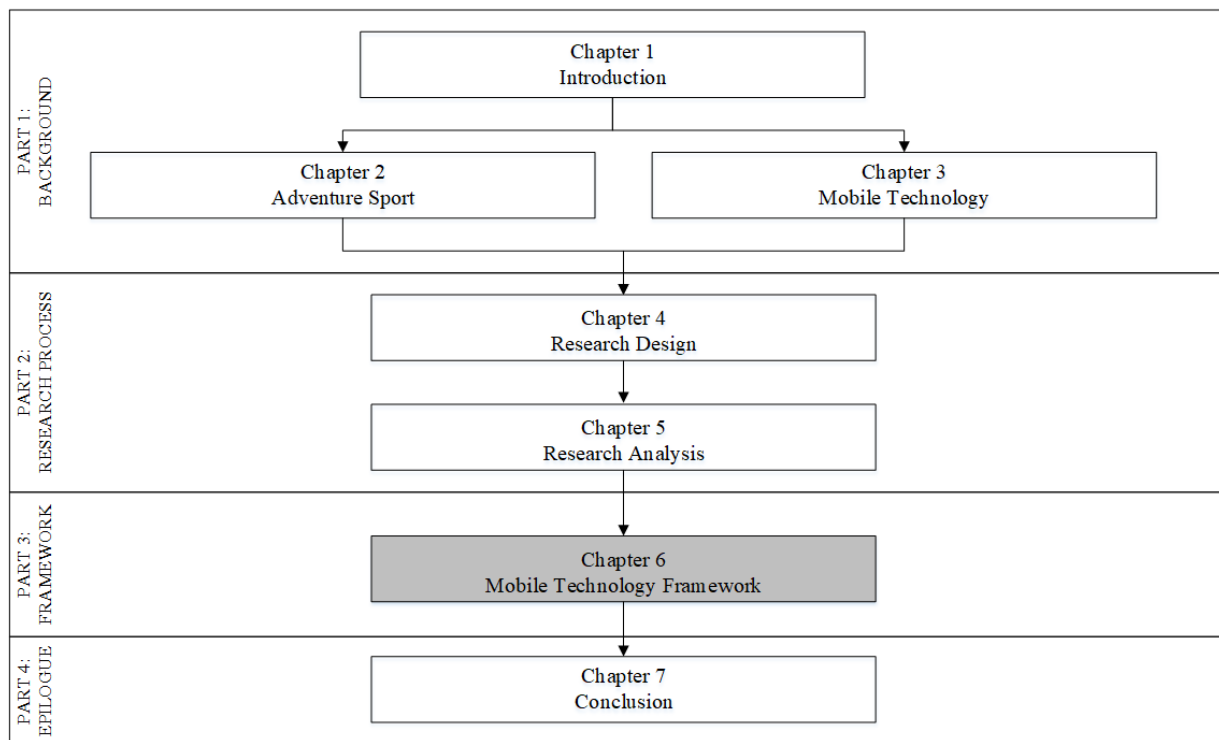 PART 1:
BACKGROUND
Chapter 1
Introduction
Chapter 2
Adventure Sport
Chapter 3
Mobile Technology
PART 2:
RESEARCH PROCESS
Chapter 4
Research Design
Chapter 5
Research Analysis
PART 3:
FRAMEWORK
Chapter 6
Mobile Technology Framework
PART 4:
EPILOGUE
Chapter 7
Conclusion